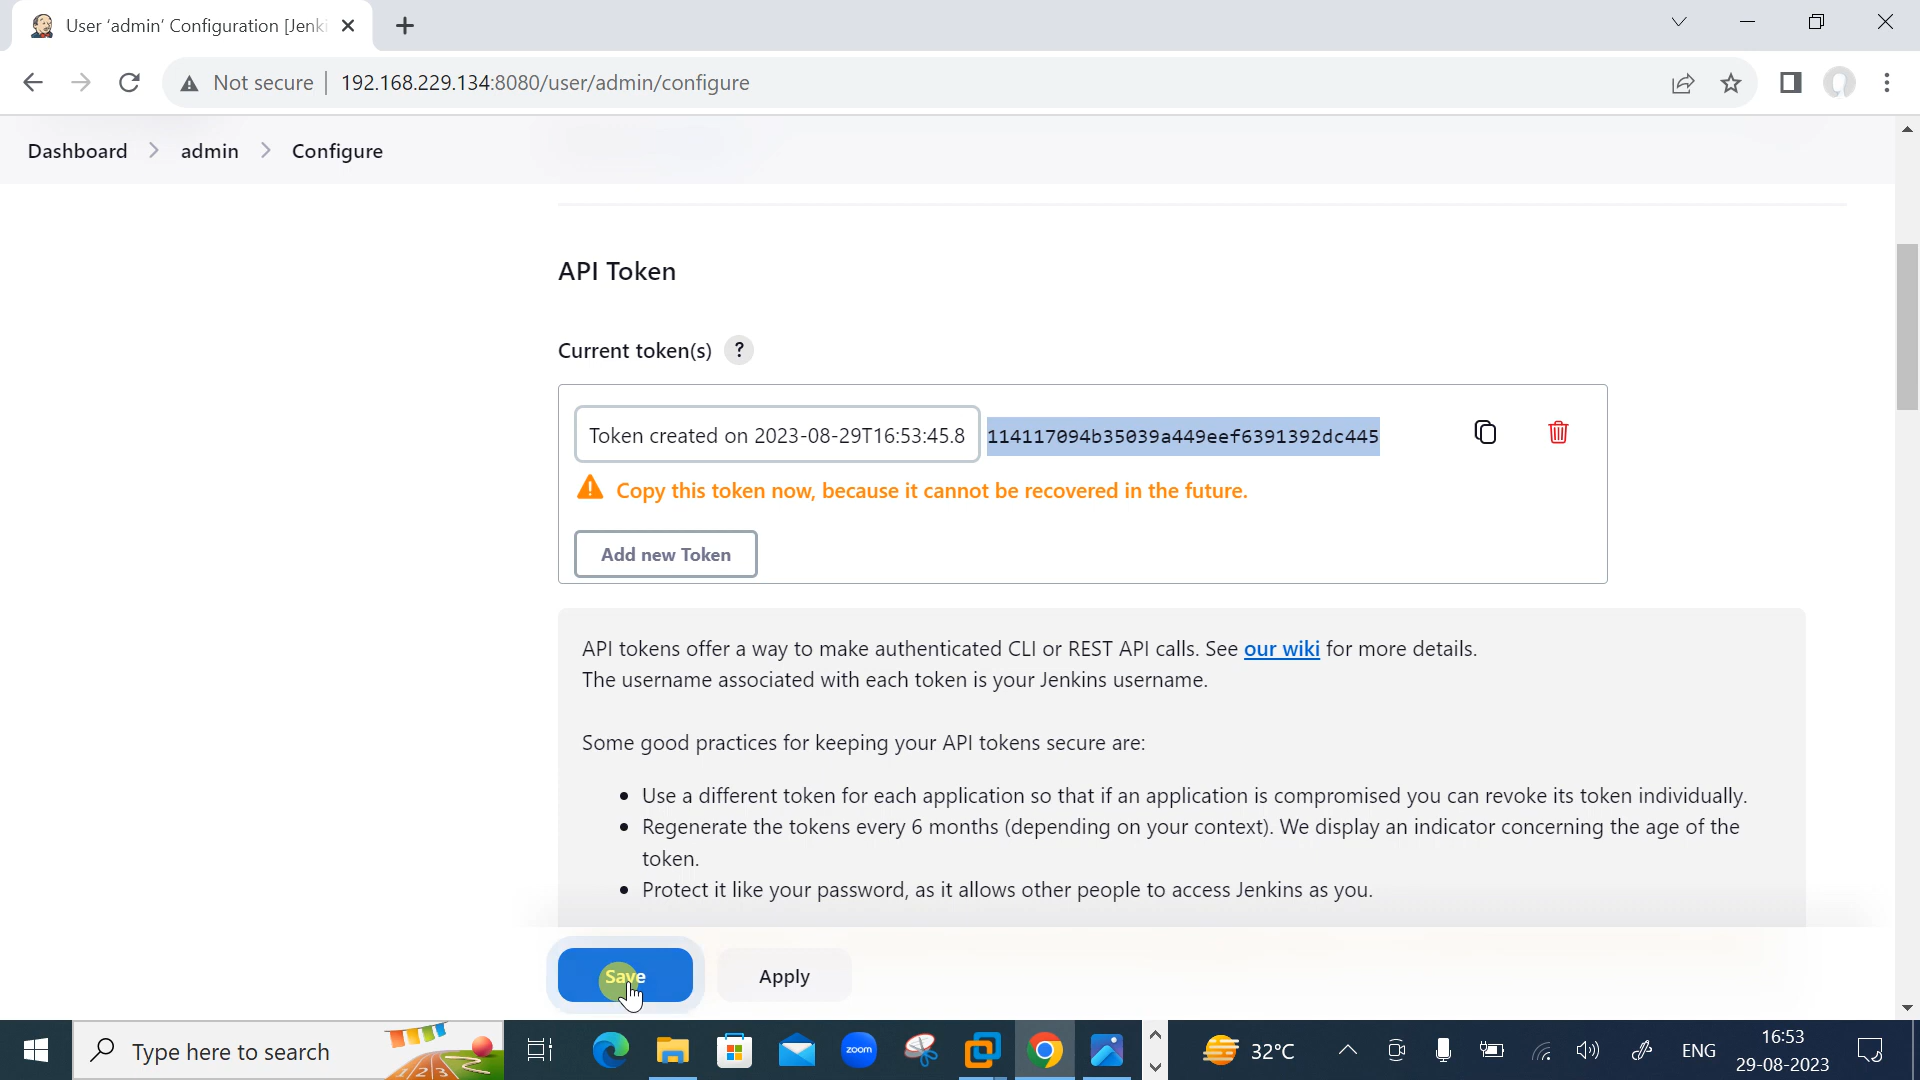 User ‘admin’ Configuration [Jenki
Not secure
192.168.229.134:8080/user/admin/configure
Dashboard
admin
Configure
API Token
Current token(s) ?
Token created on 2023-08-29T16:53:45.8
114117094b35039a449eef6391392dc445
Copy this token now, because it cannot be recovered in the future.
Add new Token
API tokens offer a way to make authenticated CLI or REST API calls. See our wiki for more details.
The username associated with each token is your Jenkins username.
Some good practices for keeping your API tokens secure are:
Use a different token for each application so that if an application is compromised you can revoke its token individually.
Regenerate the tokens every 6 months (depending on your context). We display an indicator concerning the age of the
token.
Protect it like your password, as it allows other people to access Jenkins as you.
Save
Apply
Type here to search
1 2 3
zoom
32°C
ENG
16:53
29-08-2023